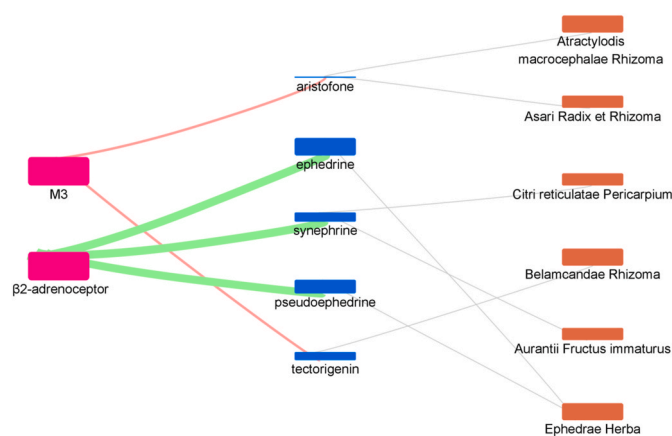 Atractylodis
macrocephalae Rhizoma
aristofone
Asari Radix et Rhizoma
ephedrine
M3
Citri reticulatae Pericarpium
synephrine
Belamcandae Rhizoma
β2-adrenoceptor
pseudoephedrine
Aurantii Fructus immaturus
tectorigenin
Ephedrae Herba